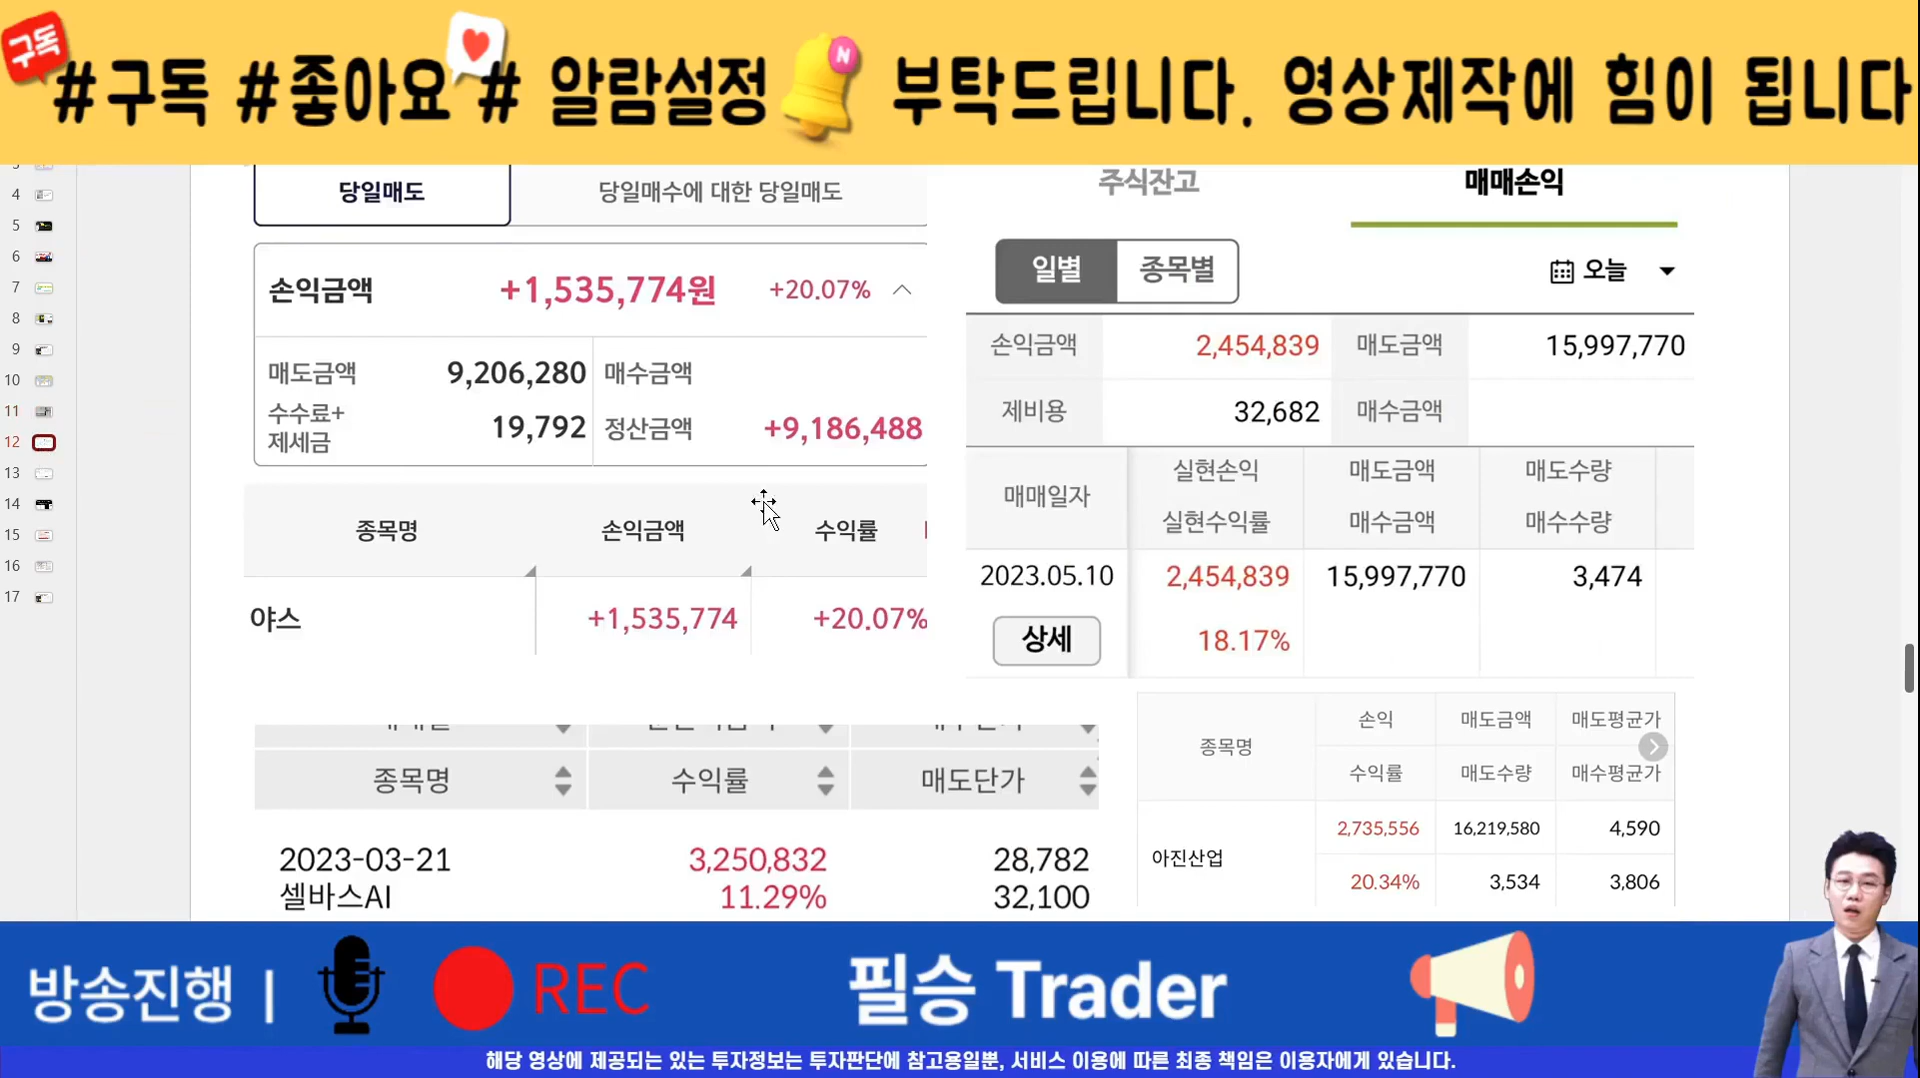 구독
#구독 #좋아요 # 알람설정 N 부탁드립니다. 영상제작에 힘이 됩니다
4
5
6
7
8
9
10
11
12
13
14
15
16
17
당일매도 당일매수에 대한 당일매도
손익금액 +1,535,774원 +20.07%
매도금액 9,206,280 매수금액
수수료+
제세금 19,792 정산금액 +9,186,488
종목명 손익금액 수익률
야스 +1,535,774 +20.07%
주식잔고 매매손익
일별 종목별 오늘
손익금액 2,454,839 매도금액 15,997,770
제비용 32,682 매수금액
매매일자 실현손익 매도금액 매도수량
실현수익률 매수금액 매수수량
2023.05.10 2,454,839 15,997,770 3,474
상세 18.17%
종목명 수익률 매도단가
2023-03-21 3,250,832 28,782
셀바스AI 11.29% 32,100
종목명 손익 매도금액 매도평균가
수익률 매도수량 매수평균가
아진산업 2,735,556 16,219,580 4,590
20.34% 3,534 3,806
방송진행 | REC 필승 Trader
해당 영상에 제공되는 있는 투자정보는 투자판단에 참고용일뿐, 서비스 이용에 따른 최종 책임은 이용자에게 있습니다.